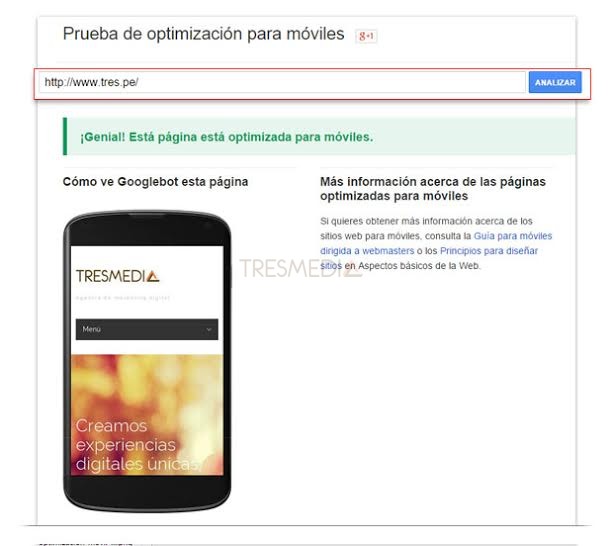 Prueba de optimización para móviles g+1
http://www.tres.pe/ ANALIZAR
¡Genial! Está página está optimizada para móviles.
Cómo ve Googlebot esta página
TRESMEDIA
agencia de marketing digital
Menú
Creamos
experiencias
digitales únicas,
Más información acerca de las páginas
optimizadas para móviles
Si quieres obtener más información acerca de los
sitios web para móviles, consulta la Guía para móviles
dirigida a webmasters o los Principios para diseñar
sitios en Aspectos básicos de la Web.
TRESMEDIA